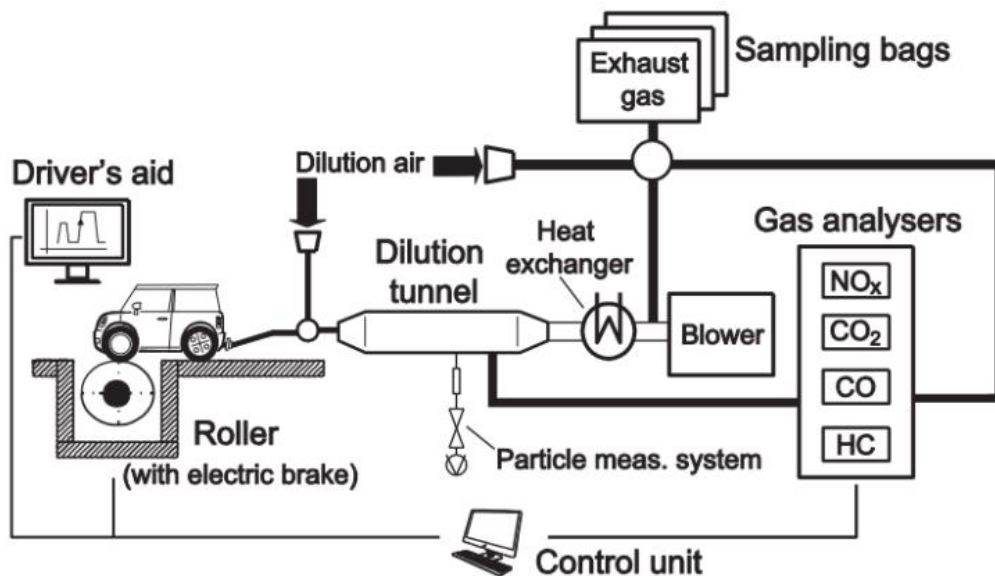 Exhaust
gas
Sampling bags
Driver's aid
Dilution air
Gas analysers
Heat
exchanger
Dilution
tunnel
NOx
CO2
CO
HC
Blower
Roller
(with electric brake)
Particle meas. system
Control unit